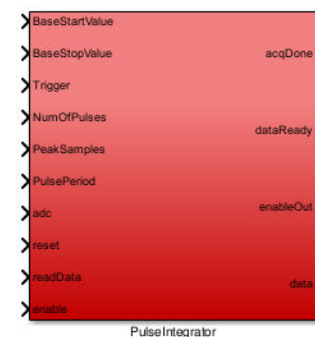 BaseStartValue
BaseStopValue
acqDone
Trigger
NumOfPulses
dataReady
PeakSamples
PulsePeriod
enableOut
adc
reset
readData
data
enable
PulseIntegrator